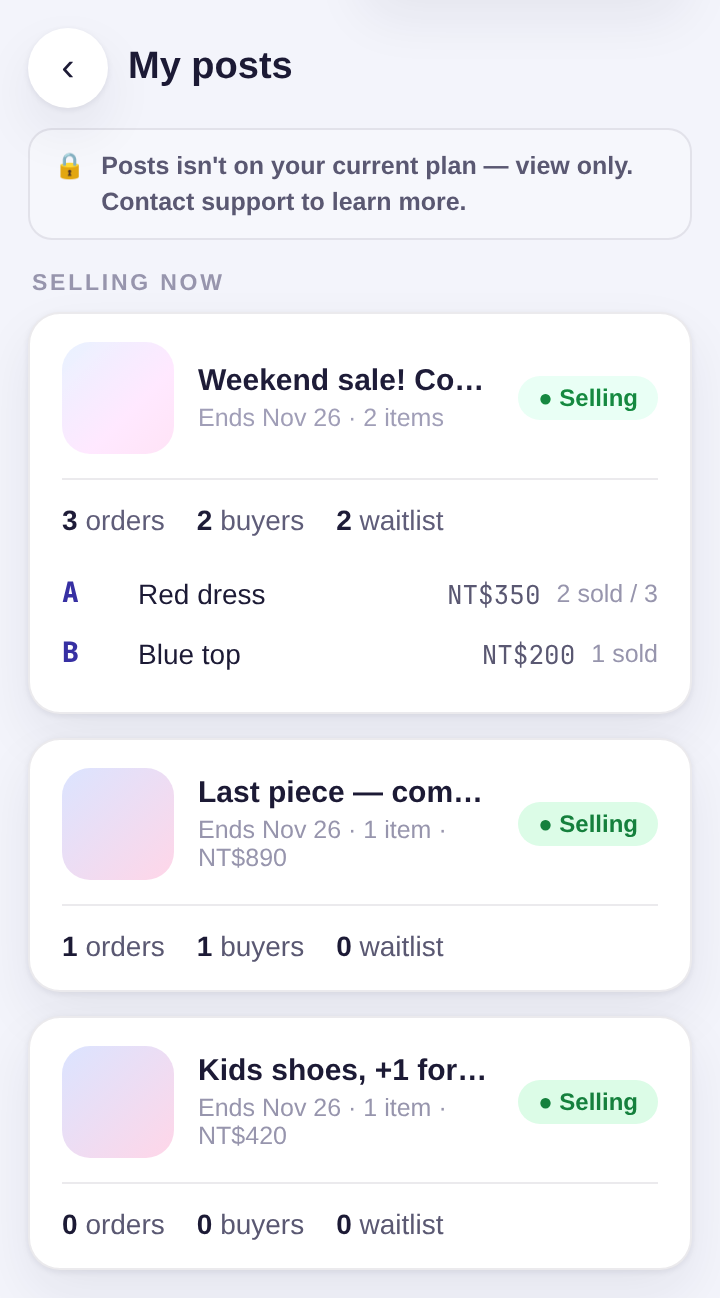 ‹ My posts
🔒 Posts isn't on your current plan — view only.
Contact support to learn more.
SELLING NOW
Weekend sale! Co…
Ends Nov 26 · 2 items
● Selling
3 orders 2 buyers 2 waitlist
A Red dress NT$350 2 sold / 3
B Blue top NT$200 1 sold
Last piece — com…
Ends Nov 26 · 1 item ·
NT$890
● Selling
1 orders 1 buyers 0 waitlist
Kids shoes, +1 for…
Ends Nov 26 · 1 item ·
NT$420
● Selling
0 orders 0 buyers 0 waitlist